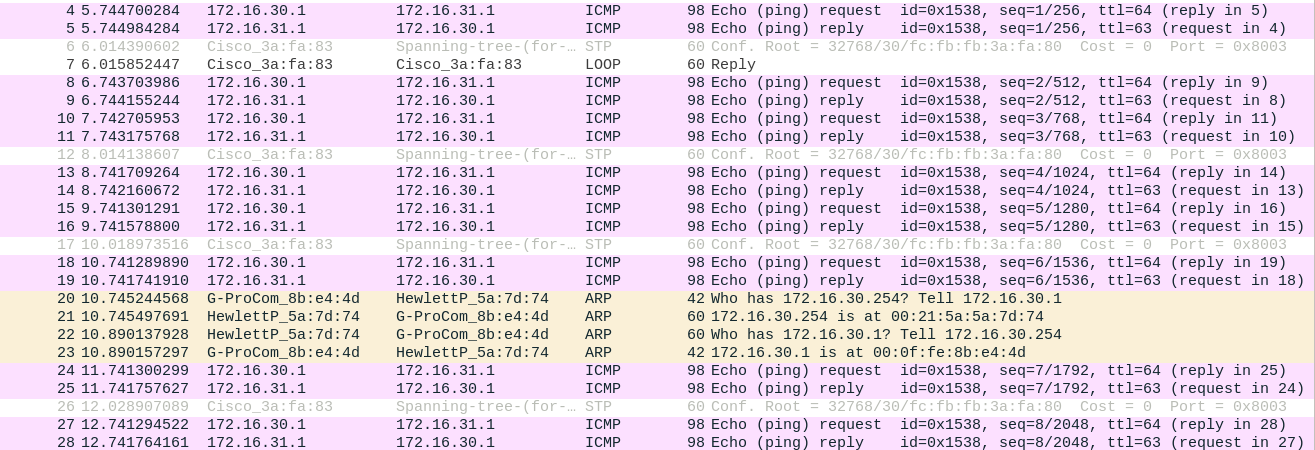 4 5.744700284 172.16.30.1 172.16.31.1 ICMP 98 Echo (ping) request id=0x1538, seq=1/256, ttl=64 (reply in 5)
5 5.744984284 172.16.30.1 172.16.31.1 ICMP 98 Echo (ping) request id=0x1538, seq=1/256, ttl=63 (request in 4)
6 6.014390602 Cisco_3a:fa:83 Spanning-tree-(for-… STP 60 Conf. Root = 32768/30/fc:fb:fb:3a:fa:80 Cost = 0 Port = 0x8003
7 6.015852447 Cisco_3a:fa:83 Cisco_3a:fa:83 LOOP 60 Reply
8 6.743703986 172.16.30.1 172.16.31.1 ICMP 98 Echo (ping) request id=0x1538, seq=2/512, ttl=64 (reply in 9)
9 6.744155244 172.16.31.1 172.16.30.1 ICMP 98 Echo (ping) reply id=0x1538, seq=2/512, ttl=63 (request in 8)
10 7.742705953 172.16.30.1 172.16.31.1 ICMP 98 Echo (ping) request id=0x1538, seq=3/768, ttl=64 (reply in 11)
11 7.743175768 172.16.31.1 172.16.30.1 ICMP 98 Echo (ping) reply id=0x1538, seq=3/768, ttl=63 (request in 10)
12 8.014138607 Cisco_3a:fa:83 Spanning-tree-(for-… STP 60 Conf. Root = 32768/30/fc:fb:fb:3a:fa:80 Cost = 0 Port = 0x8003
13 8.741709264 172.16.30.1 172.16.31.1 ICMP 98 Echo (ping) request id=0x1538, seq=4/1024, ttl=64 (reply in 14)
14 8.742160672 172.16.31.1 172.16.30.1 ICMP 98 Echo (ping) reply id=0x1538, seq=4/1024, ttl=63 (request in 13)
15 9.741301291 172.16.30.1 172.16.31.1 ICMP 98 Echo (ping) request id=0x1538, seq=5/1280, ttl=64 (reply in 16)
16 9.741578800 172.16.31.1 172.16.30.1 ICMP 98 Echo (ping) reply id=0x1538, seq=5/1280, ttl=63 (request in 15)
17 10.018973516 Cisco_3a:fa:83 Spanning-tree-(for-… STP 60 Conf. Root = 32768/30/fc:fb:fb:3a:fa:80 Cost = 0 Port = 0x8003
18 10.741289890 172.16.30.1 172.16.31.1 ICMP 98 Echo (ping) request id=0x1538, seq=6/1536, ttl=64 (reply in 19)
19 10.741741910 172.16.31.1 172.16.30.1 ICMP 98 Echo (ping) reply id=0x1538, seq=6/1536, ttl=63 (request in 18)
20 10.745244568 G-ProCom_8b:e4:4d HewlettP_5a:7d:74 ARP 42 Who has 172.16.30.254? Tell 172.16.30.1
21 10.745497691 HewlettP_5a:7d:74 G-ProCom_8b:e4:4d ARP 60 172.16.30.254 is at 00:21:5a:5a:7d:74
22 10.890137928 HewlettP_5a:7d:74 G-ProCom_8b:e4:4d ARP 60 Who has 172.16.30.1? Tell 172.16.30.254
23 10.890157297 G-ProCom_8b:e4:4d HewlettP_5a:7d:74 ARP 42 172.16.30.1 is at 00:0f:fe:8b:e4:4d
24 11.741300299 172.16.30.1 172.16.31.1 ICMP 98 Echo (ping) request id=0x1538, seq=7/1792, ttl=64 (reply in 25)
25 11.741757627 172.16.31.1 172.16.30.1 ICMP 98 Echo (ping) reply id=0x1538, seq=7/1792, ttl=63 (request in 24)
26 12.028907089 Cisco_3a:fa:83 Spanning-tree-(for-… STP 60 Conf. Root = 32768/30/fc:fb:fb:3a:fa:80 Cost = 0 Port = 0x8003
27 12.741294522 172.16.30.1 172.16.31.1 ICMP 98 Echo (ping) request id=0x1538, seq=8/2048, ttl=64 (reply in 28)
28 12.741764161 172.16.31.1 172.16.30.1 ICMP 98 Echo (ping) reply id=0x1538, seq=8/2048, ttl=63 (request in 27)